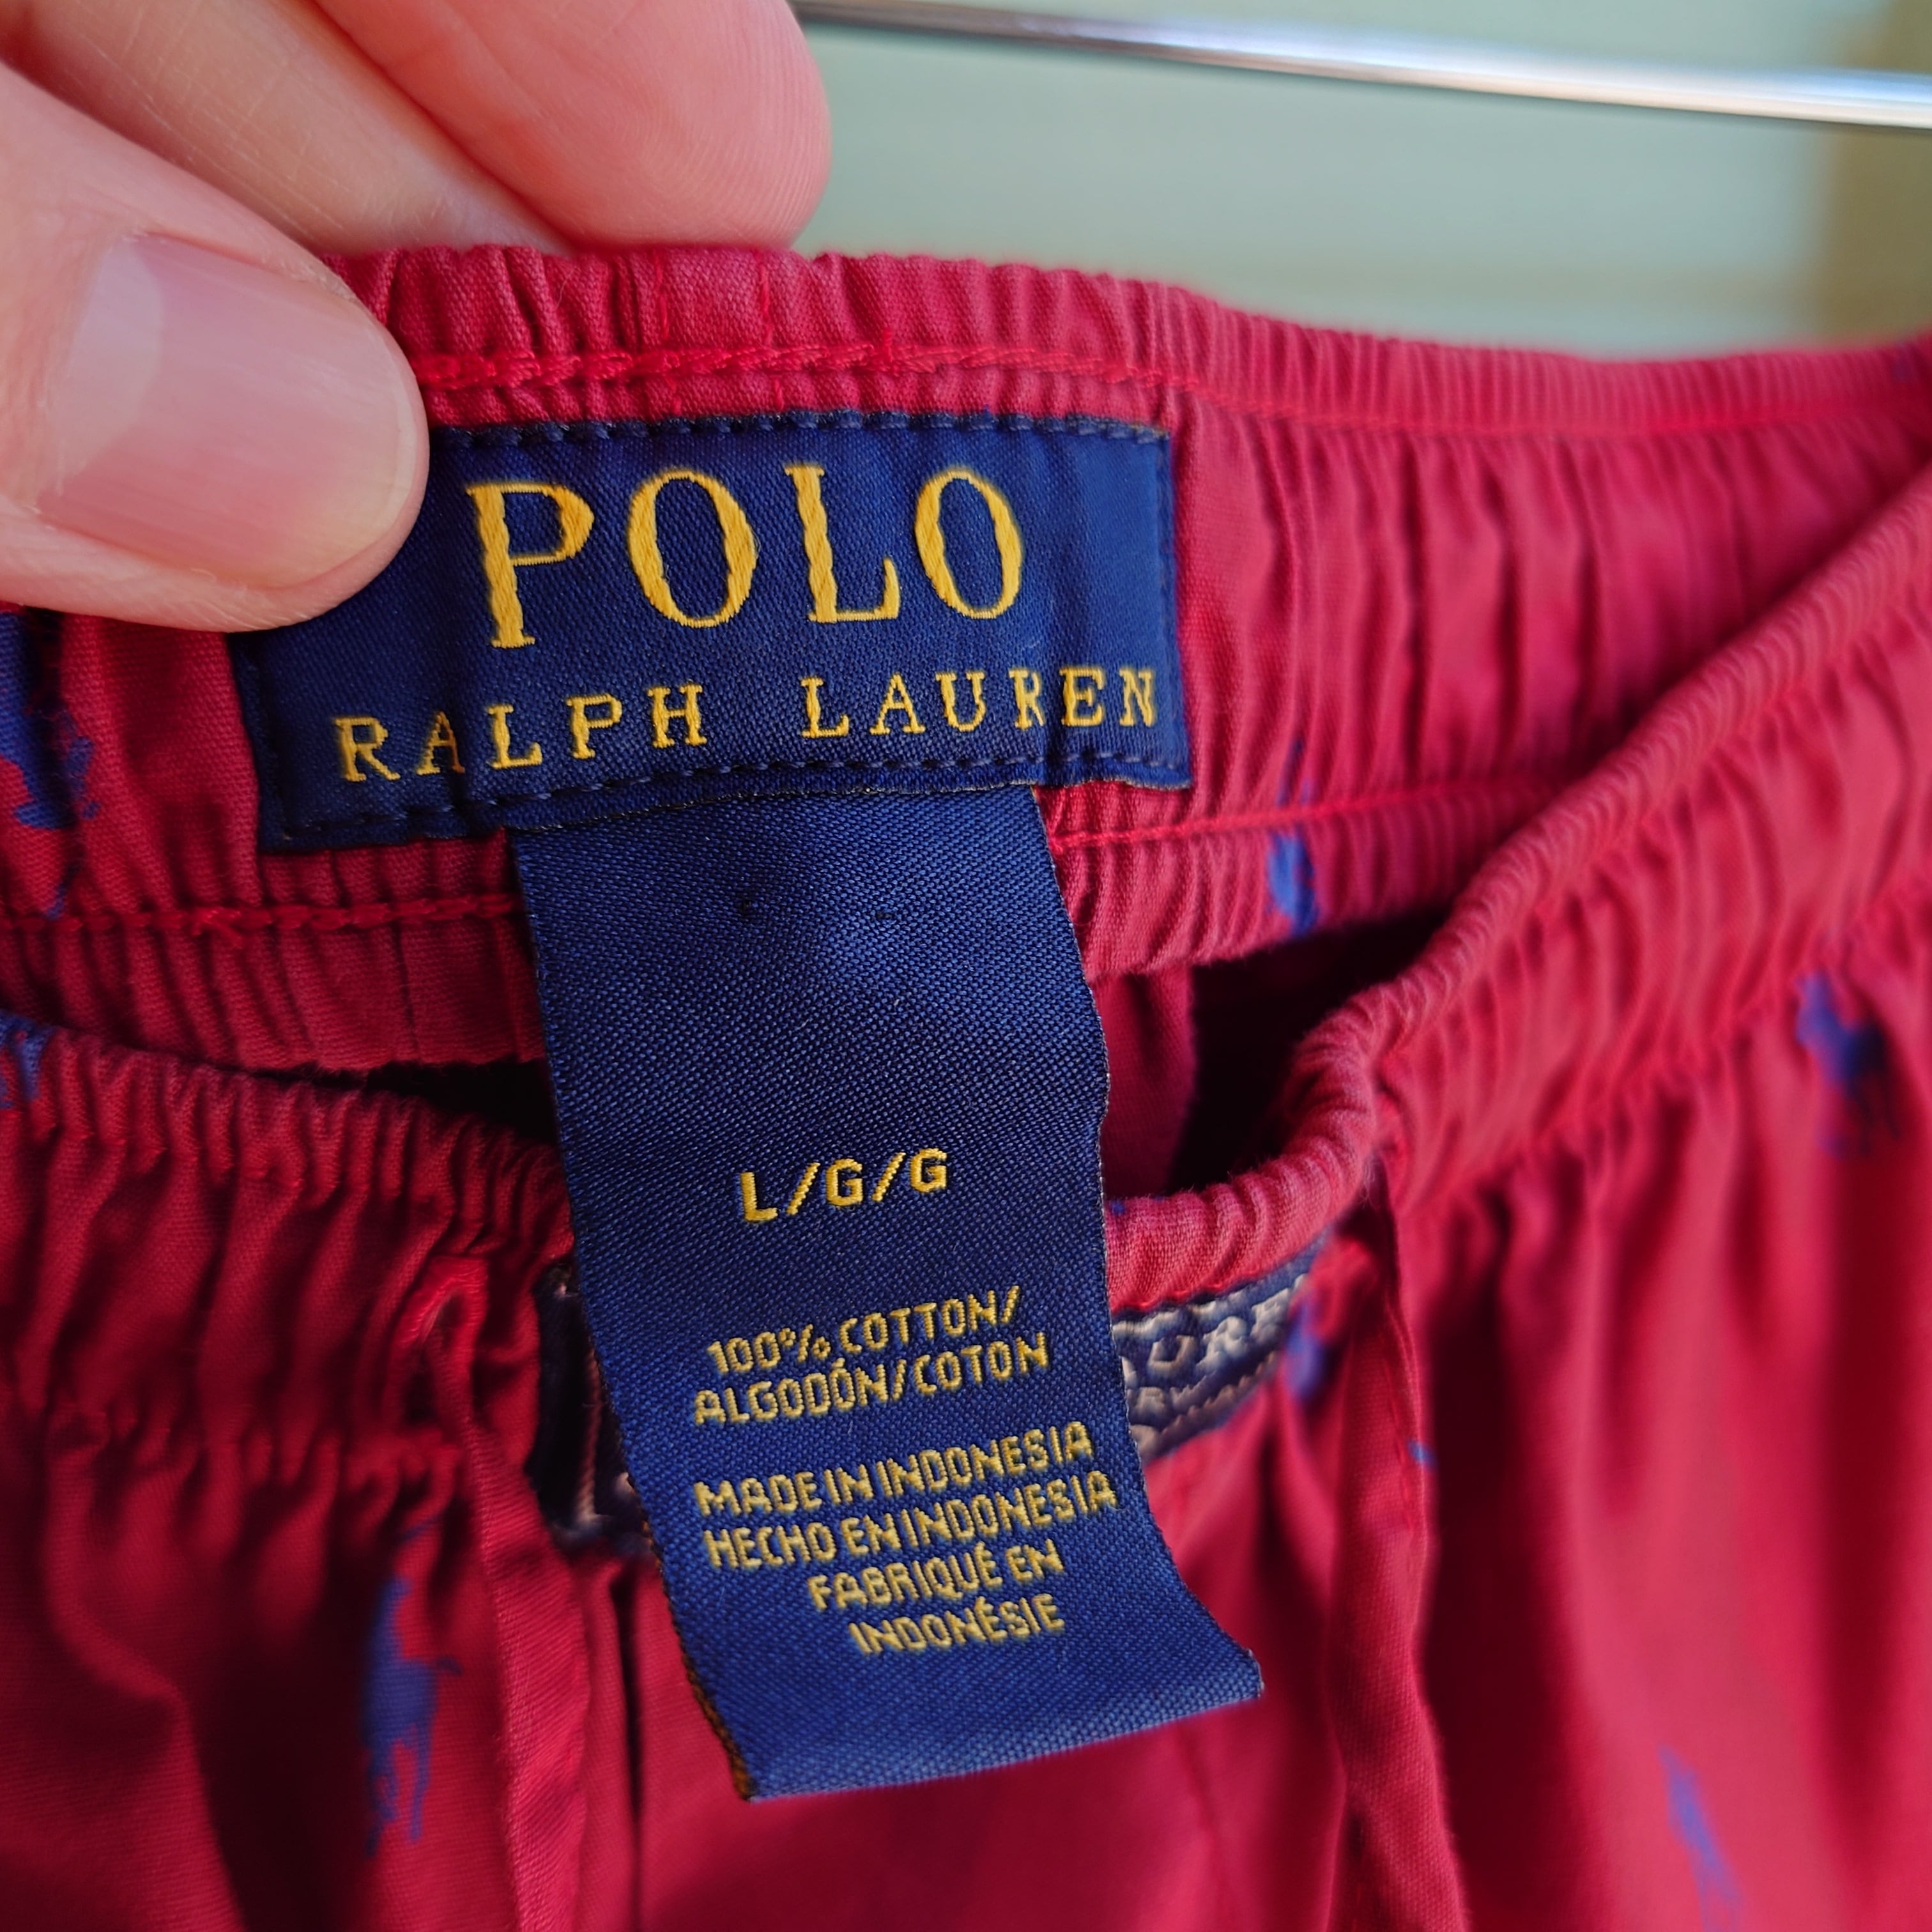 POLO
RALPH LAUREN
L/G/G
100% COTTON/
ALGODÓN/COTON
MADE IN INDONESIA
HECHO EN INDONESIA
FABRIQUÉ EN
INDONÉSIE